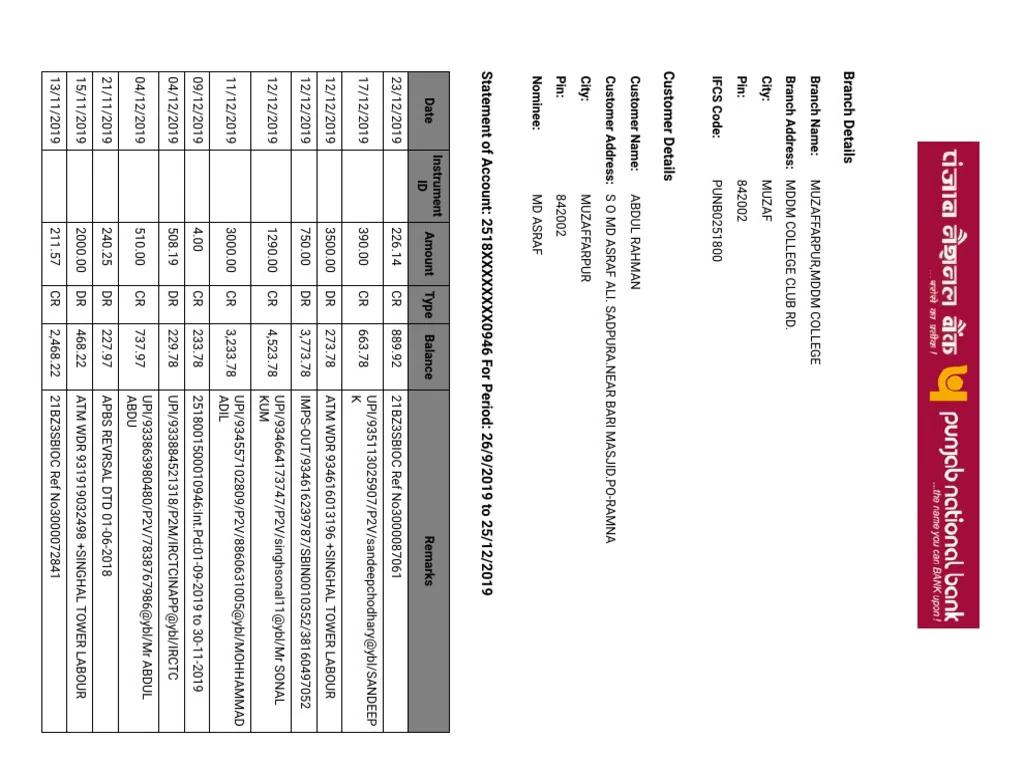 पंजाब नैशनल बैंक punjab national bank
...भरोसे का प्रतीक ! ...the name you can BANK upon !
Branch Details
Branch Name: MUZAFFARPUR,MDDM COLLEGE
Branch Address: MDDM COLLEGE CLUB RD.
City: MUZAF
Pin: 842002
IFCS Code: PUNB0251800
Customer Details
Customer Name: ABDUL RAHMAN
Customer Address: S O MD ASRAF ALI. SADPURA.NEAR BARI MASJID.PO-RAMNA
City: MUZAFFARPUR
Pin: 842002
Nominee: MD ASRAF
Statement of Account: 2518XXXXXXXX0946 For Period: 26/9/2019 to 25/12/2019
Date Instrument ID Amount Type Balance Remarks
23/12/2019 226.14 CR 889.92 21BZ3SBIOC Ref No3000087061
17/12/2019 390.00 CR 663.78 UPI/935113025907/P2V/sandeepchodhary@ybl/SANDEEP
K
12/12/2019 3500.00 DR 273.78 ATM WDR 934616013196 +SINGHAL TOWER LABOUR
12/12/2019 750.00 DR 3,773.78 IMPS-OUT/934616239787/SBIN0010352/38160497052
12/12/2019 1290.00 CR 4,523.78 UPI/934664173747/P2V/singhsonal11@ybl/Mr SONAL
KUM
11/12/2019 3000.00 CR 3,233.78 UPI/934557102809/P2V/8860631005@ybl/MOHHAMMAD
ADIL
09/12/2019 4.00 CR 233.78 2518001500010946:Int.Pd:01-09-2019 to 30-11-2019
04/12/2019 508.19 DR 229.78 UPI/933884521318/P2M/IRCTCINAPP@ybl/IRCTC
04/12/2019 510.00 CR 737.97 UPI/933863980480/P2V/7838767986@ybl/Mr ABDUL
ABDU
21/11/2019 240.25 DR 227.97 APBS REVRSAL DTD 01-06-2018
15/11/2019 2000.00 DR 468.22 ATM WDR 931919032498 +SINGHAL TOWER LABOUR
13/11/2019 211.57 CR 2,468.22 21BZ3SBIOC Ref No3000072841